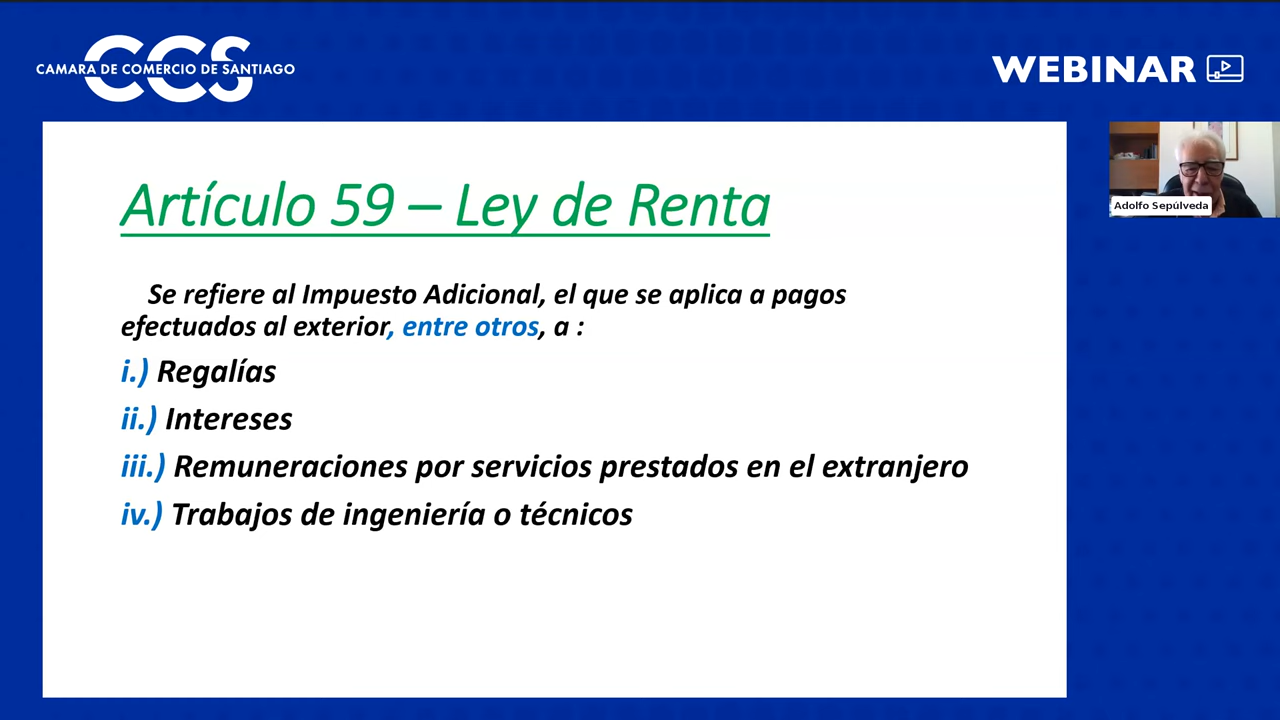 CCS
CAMARA DE COMERCIO DE SANTIAGO
WEBINAR
Artículo 59 – Ley de Renta
Se refiere al Impuesto Adicional, el que se aplica a pagos
efectuados al exterior, entre otros, a :
i.) Regalías
ii.) Intereses
iii.) Remuneraciones por servicios prestados en el extranjero
iv.) Trabajos de ingeniería o técnicos
Adolfo Sepúlveda